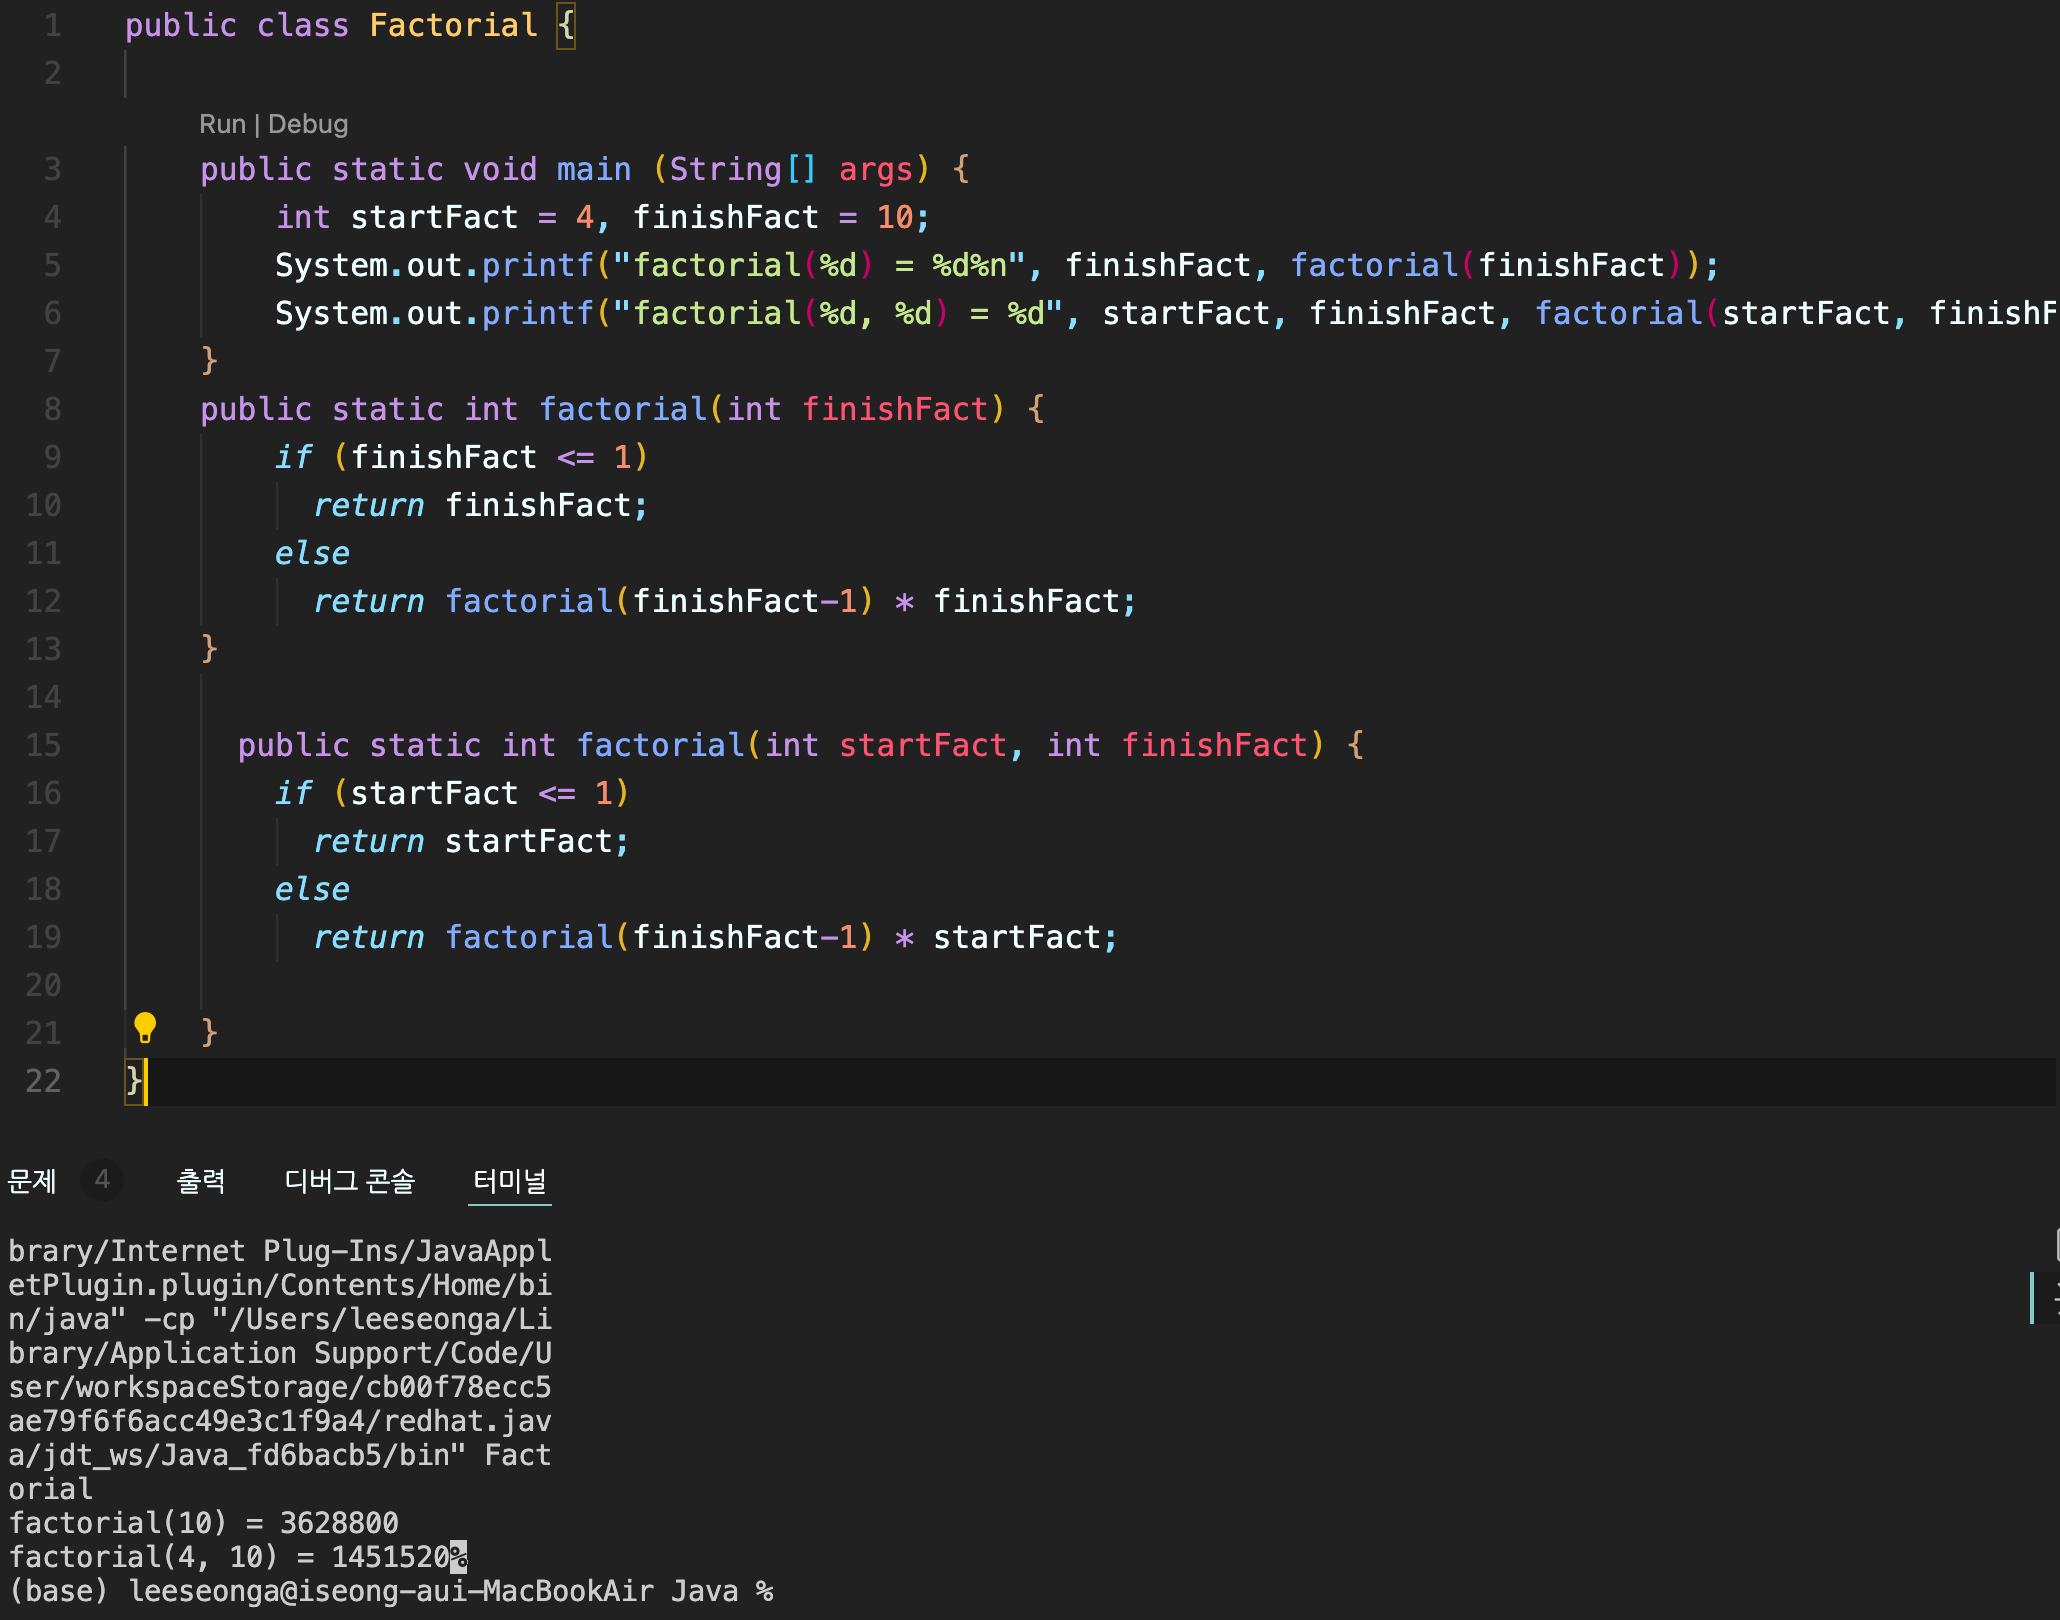 1 public class Factorial {
2
Run | Debug
3 public static void main (String[] args) {
4 int startFact = 4, finishFact = 10;
5 System.out.printf("factorial(%d) = %d%n", finishFact, factorial(finishFact));
6 System.out.printf("factorial(%d, %d) = %d", startFact, finishFact, factorial(startFact, finishF
7 }
8 public static int factorial(int finishFact) {
9 if (finishFact <= 1)
10 return finishFact;
11 else
12 return factorial(finishFact-1) * finishFact;
13 }
14
15 public static int factorial(int startFact, int finishFact) {
16 if (startFact <= 1)
17 return startFact;
18 else
19 return factorial(finishFact-1) * startFact;
20
21 }
22 }
문제 4 출력 디버그 콘솔 터미널
brary/Internet Plug-Ins/JavaAppl
etPlugin.plugin/Contents/Home/bi
n/java" -cp "/Users/leeseonga/Li
brary/Application Support/Code/U
ser/workspaceStorage/cb00f78ecc5
ae79f6f6acc49e3c1f9a4/redhat.jav
a/jdt_ws/Java_fd6bacb5/bin" Fact
orial
factorial(10) = 3628800
factorial(4, 10) = 1451520%
(base) leeseonga@iseong-aui-MacBookAir Java %